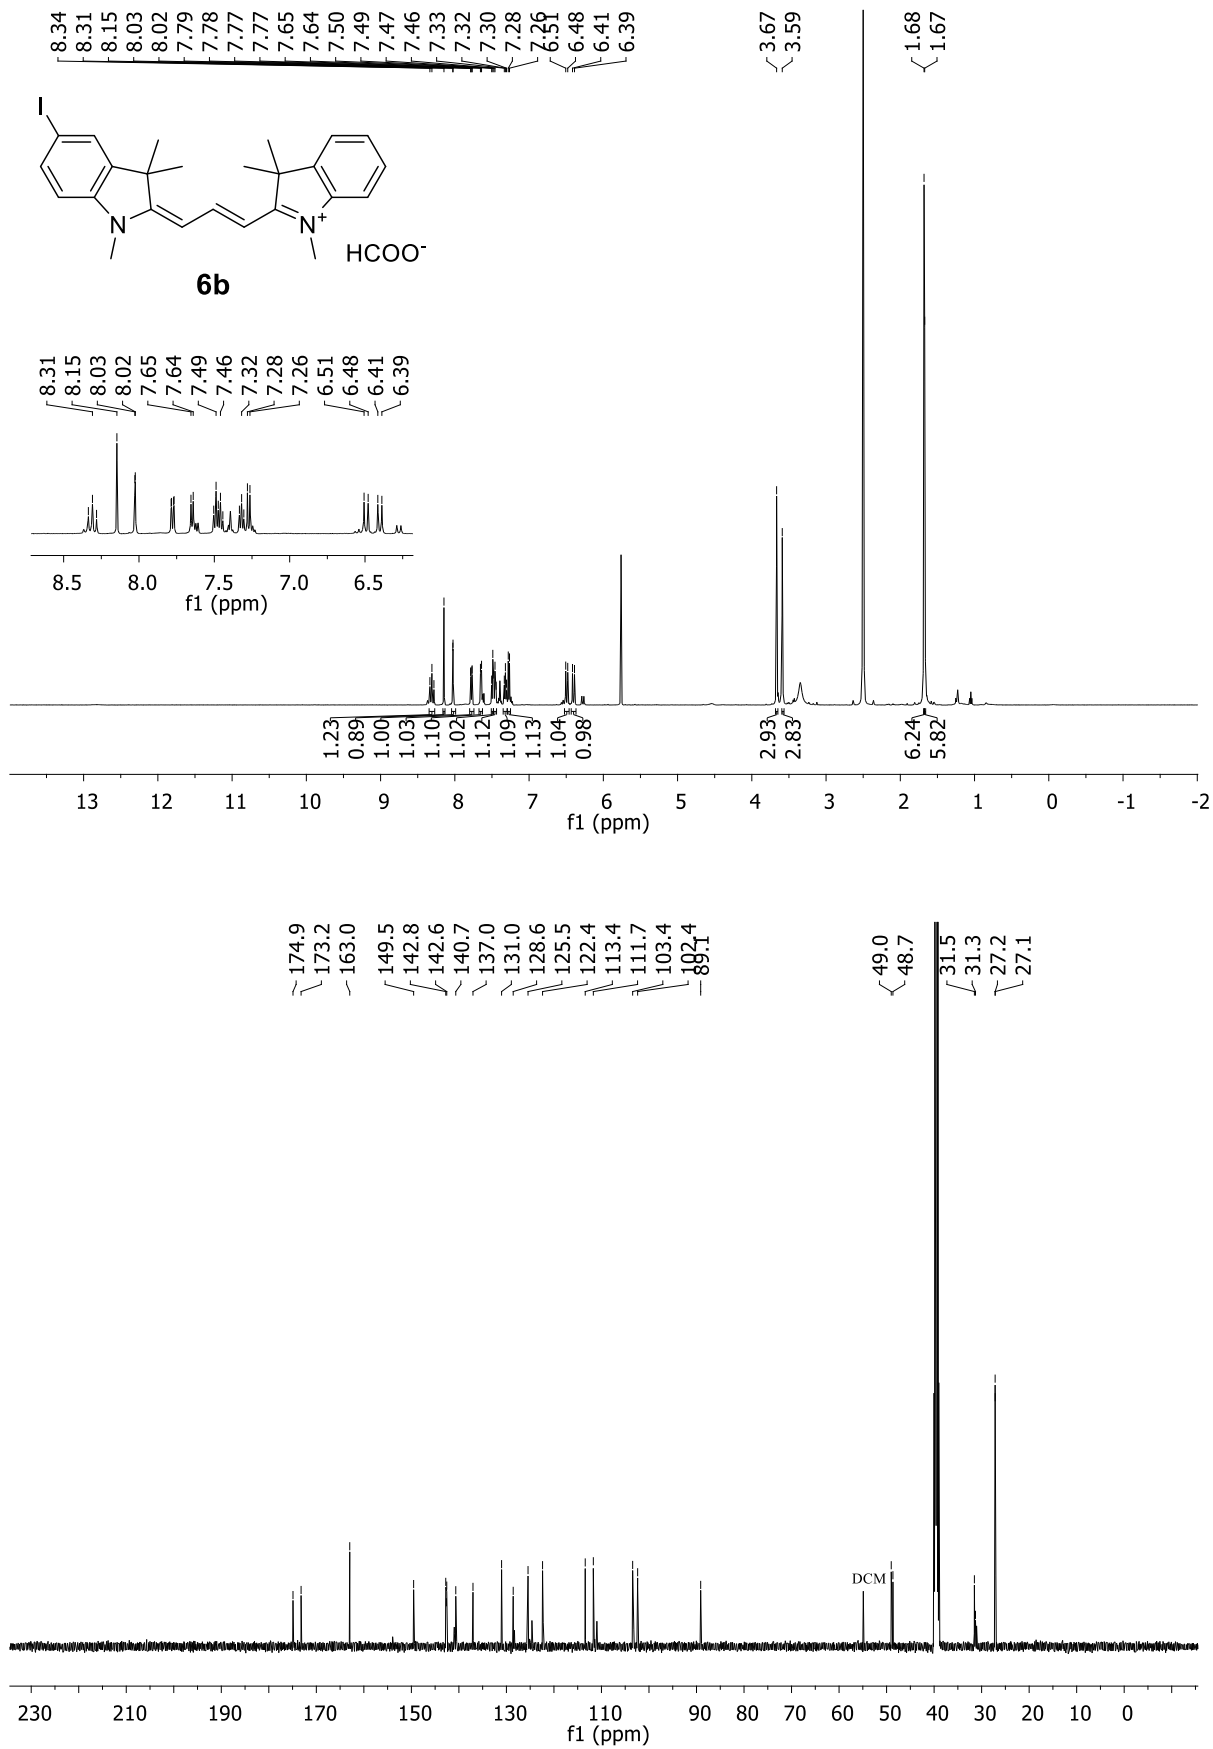 8.34 8.31 8.15 8.03 8.02 7.79 7.78 7.77 7.77 7.65 7.64 7.50 7.49 7.47 7.46 7.33 7.32 7.30 7.28 7.26 6.51 6.48 6.41 6.39 3.67 3.59 1.68 1.67
I
N
N+
HCOO-
6b
8.31 8.15 8.03 8.02 7.65 7.64 7.49 7.46 7.32 7.28 7.26 6.51 6.48 6.41 6.39
8.5 8.0 7.5 7.0 6.5
f1 (ppm)
1.23 0.89 1.00 1.03 1.10 1.02 1.12 1.09 1.13 1.04 0.98 2.93 2.83 6.24 5.82
13 12 11 10 9 8 7 6 5 4 3 2 1 0 -1 -2
f1 (ppm)
174.9 173.2 163.0 149.5 142.8 142.6 140.7 137.0 131.0 128.6 125.5 122.4 113.4 111.7 103.4 102.4 89.1 49.0 48.7 31.5 31.3 27.2 27.1
DCM
230 210 190 170 150 130 110 90 80 70 60 50 40 30 20 10 0
f1 (ppm)